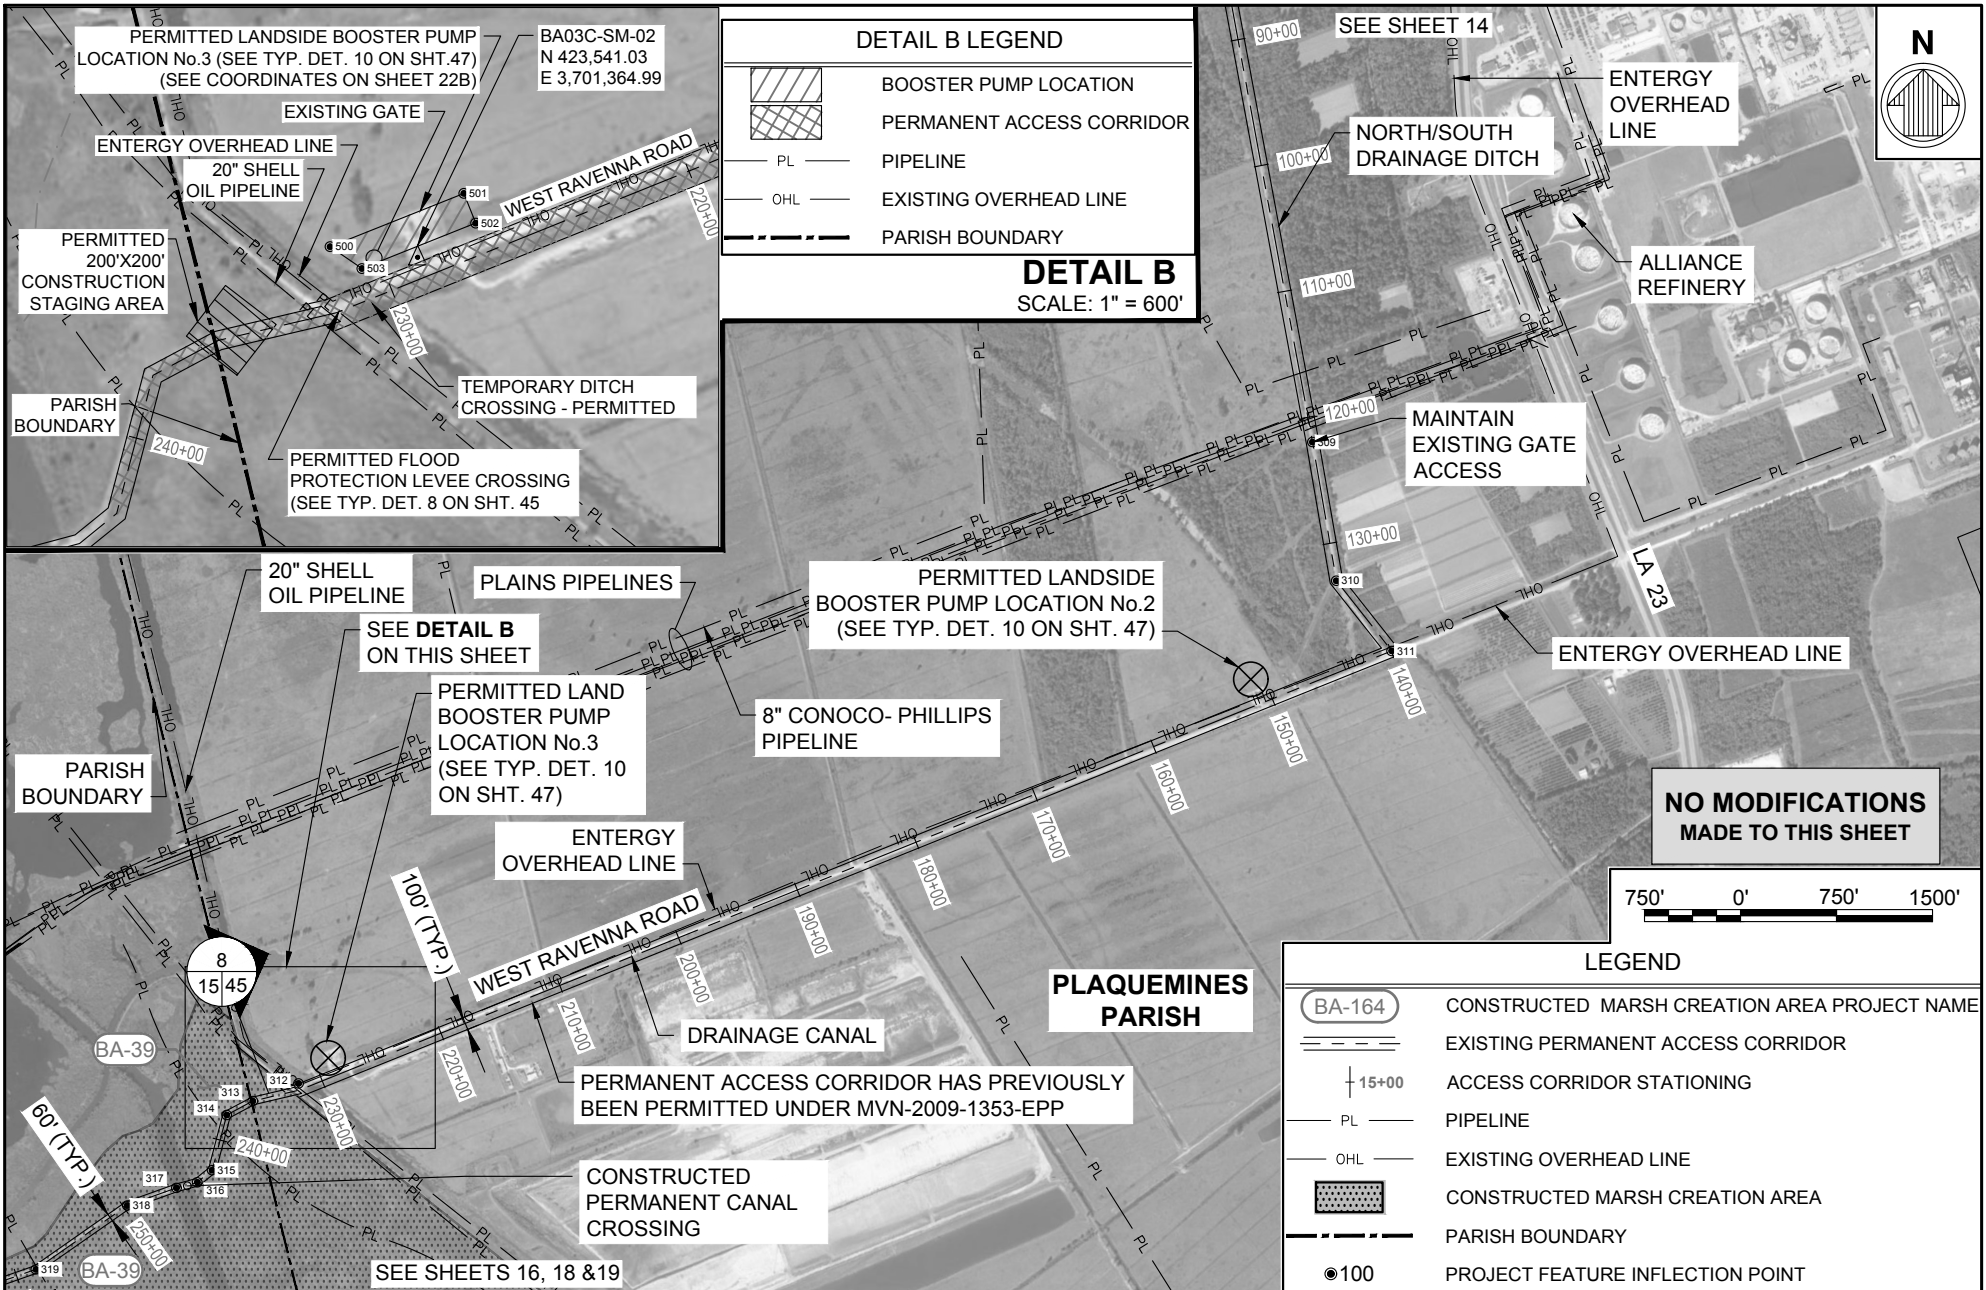 PERMITTED LANDSIDE BOOSTER PUMP
LOCATION No.3 (SEE TYP. DET. 10 ON SHT.47)
(SEE COORDINATES ON SHEET 22B)
BA03C-SM-02
N 423,541.03
E 3,701,364.99
EXISTING GATE
ENTERGY OVERHEAD LINE
20" SHELL
OIL PIPELINE
WEST RAVENNA ROAD
PERMITTED
200'X200'
CONSTRUCTION
STAGING AREA
500
501
502
503
220+00
230+00
240+00
TEMPORARY DITCH
CROSSING - PERMITTED
PARISH
BOUNDARY
PERMITTED FLOOD
PROTECTION LEVEE CROSSING
(SEE TYP. DET. 8 ON SHT. 45
DETAIL B LEGEND
BOOSTER PUMP LOCATION
PERMANENT ACCESS CORRIDOR
PL PIPELINE
OHL EXISTING OVERHEAD LINE
PARISH BOUNDARY
DETAIL B
SCALE: 1" = 600'
SEE SHEET 14
N
90+00
100+00
110+00
120+00
130+00
140+00
150+00
160+00
170+00
180+00
190+00
200+00
210+00
220+00
230+00
240+00
250+00
NORTH/SOUTH
DRAINAGE DITCH
ENTERGY
OVERHEAD
LINE
ALLIANCE
REFINERY
MAINTAIN
EXISTING GATE
ACCESS
309
310
311
LA 23
ENTERGY OVERHEAD LINE
20" SHELL
OIL PIPELINE
PLAINS PIPELINES
SEE DETAIL B
ON THIS SHEET
PERMITTED LANDSIDE
BOOSTER PUMP LOCATION No.2
(SEE TYP. DET. 10 ON SHT. 47)
PERMITTED LAND
BOOSTER PUMP
LOCATION No.3
(SEE TYP. DET. 10
ON SHT. 47)
8" CONOCO- PHILLIPS
PIPELINE
PARISH
BOUNDARY
ENTERGY
OVERHEAD LINE
100' (TYP.)
WEST RAVENNA ROAD
8
15 45
BA-39
DRAINAGE CANAL
PLAQUEMINES
PARISH
PERMANENT ACCESS CORRIDOR HAS PREVIOUSLY
BEEN PERMITTED UNDER MVN-2009-1353-EPP
312
313
314
315
316
317
318
319
60' (TYP.)
CONSTRUCTED
PERMANENT CANAL
CROSSING
BA-39
SEE SHEETS 16, 18 &19
NO MODIFICATIONS
MADE TO THIS SHEET
750' 0' 750' 1500'
LEGEND
BA-164 CONSTRUCTED MARSH CREATION AREA PROJECT NAME
EXISTING PERMANENT ACCESS CORRIDOR
15+00 ACCESS CORRIDOR STATIONING
PL PIPELINE
OHL EXISTING OVERHEAD LINE
CONSTRUCTED MARSH CREATION AREA
PARISH BOUNDARY
100 PROJECT FEATURE INFLECTION POINT